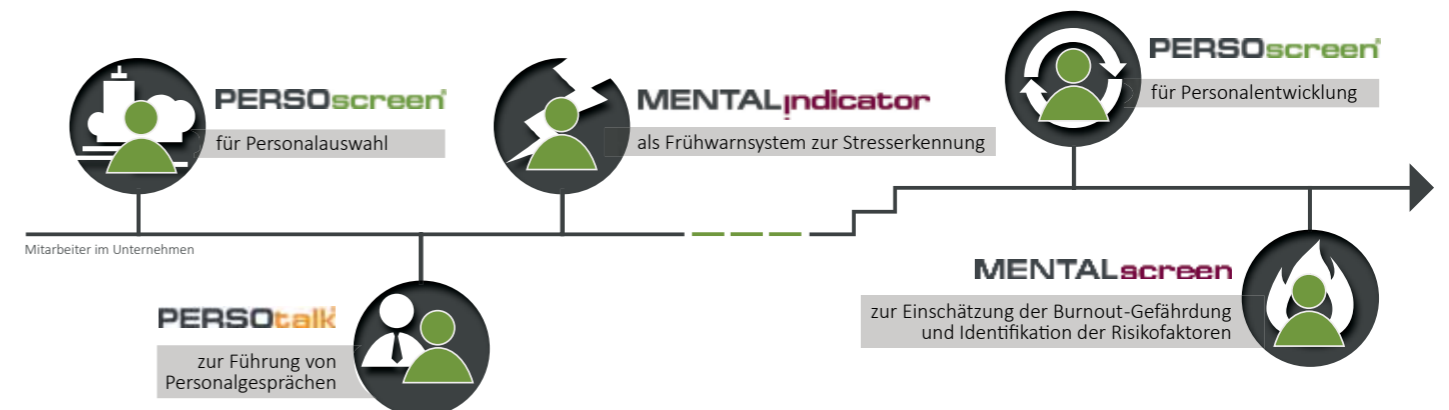 PERSOscreen®
für Personalauswahl
MENTALindicator
als Frühwarnsystem zur Stresserkennung
PERSOscreen®
für Personalentwicklung
Mitarbeiter im Unternehmen
PERSOtalk®
zur Führung von
Personalgesprächen
MENTALscreen
zur Einschätzung der Burnout-Gefährdung
und Identifikation der Risikofaktoren